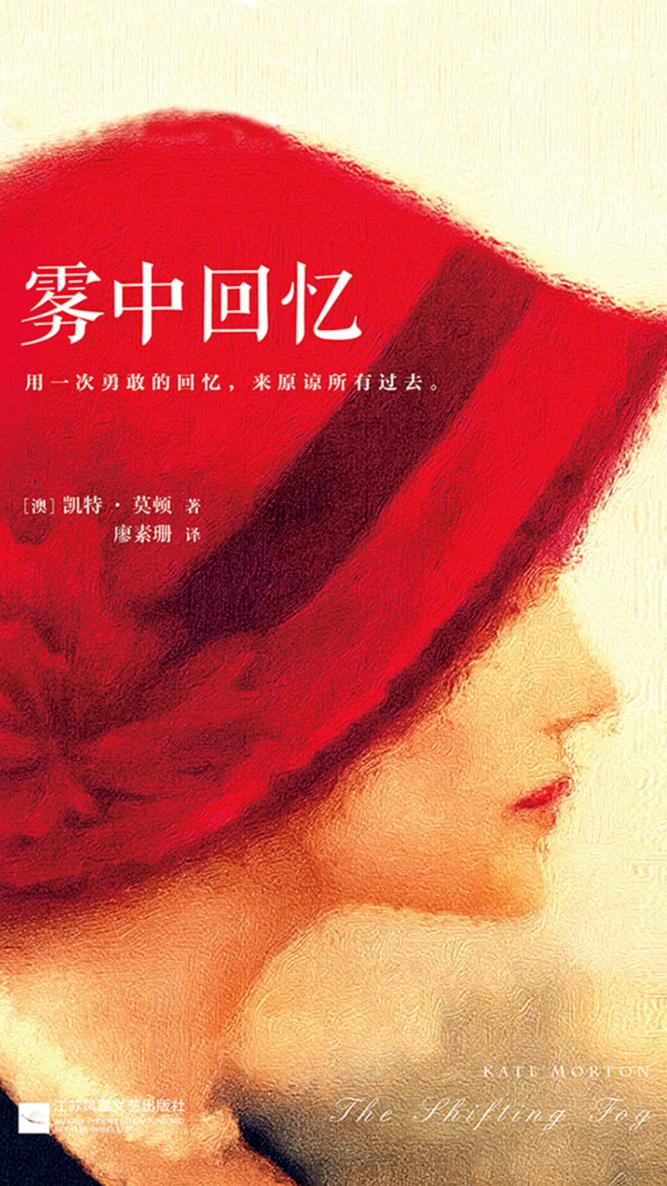 雾中回忆
用一次勇敢的回忆，来原谅所有过去。
[澳] 凯特·莫顿 著
廖素珊 译
KATE MORTON
The Shifting Fog
江苏凤凰文艺出版社